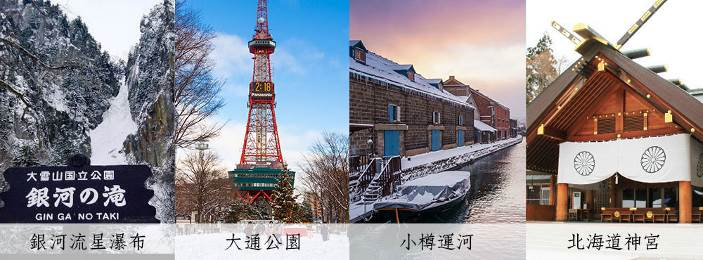 大雪山国立公園
銀河の滝
GIN GA NO TAKI
銀河流星瀑布
2:18
Panasonic
大通公園
小樽運河
北海道神宮